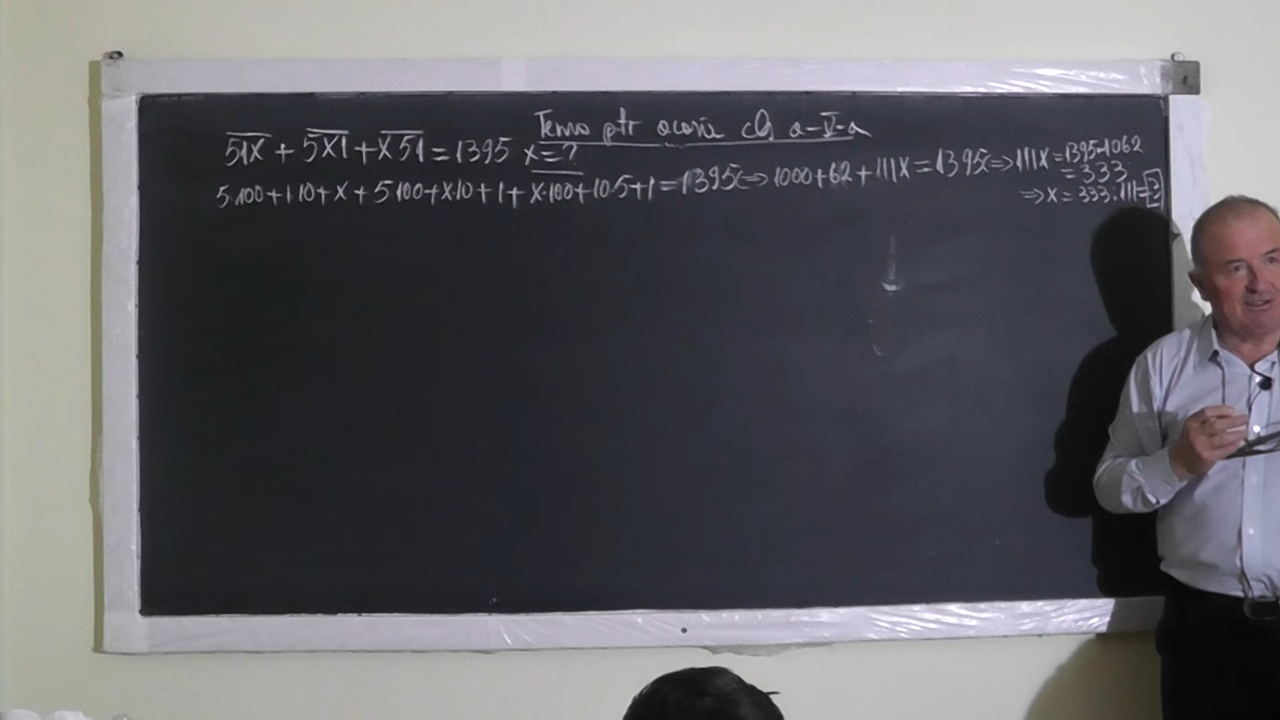 Tema ptr acasă cls a-V-a
51x + 5x1 + x51 = 1395 x = ?
5·100+1·10+x+5·100+x·10+1+x·100+10·5+1=1395<=>1000+62+111x=1395<=>111x=1395-1062
=333
=>x=333:111=3